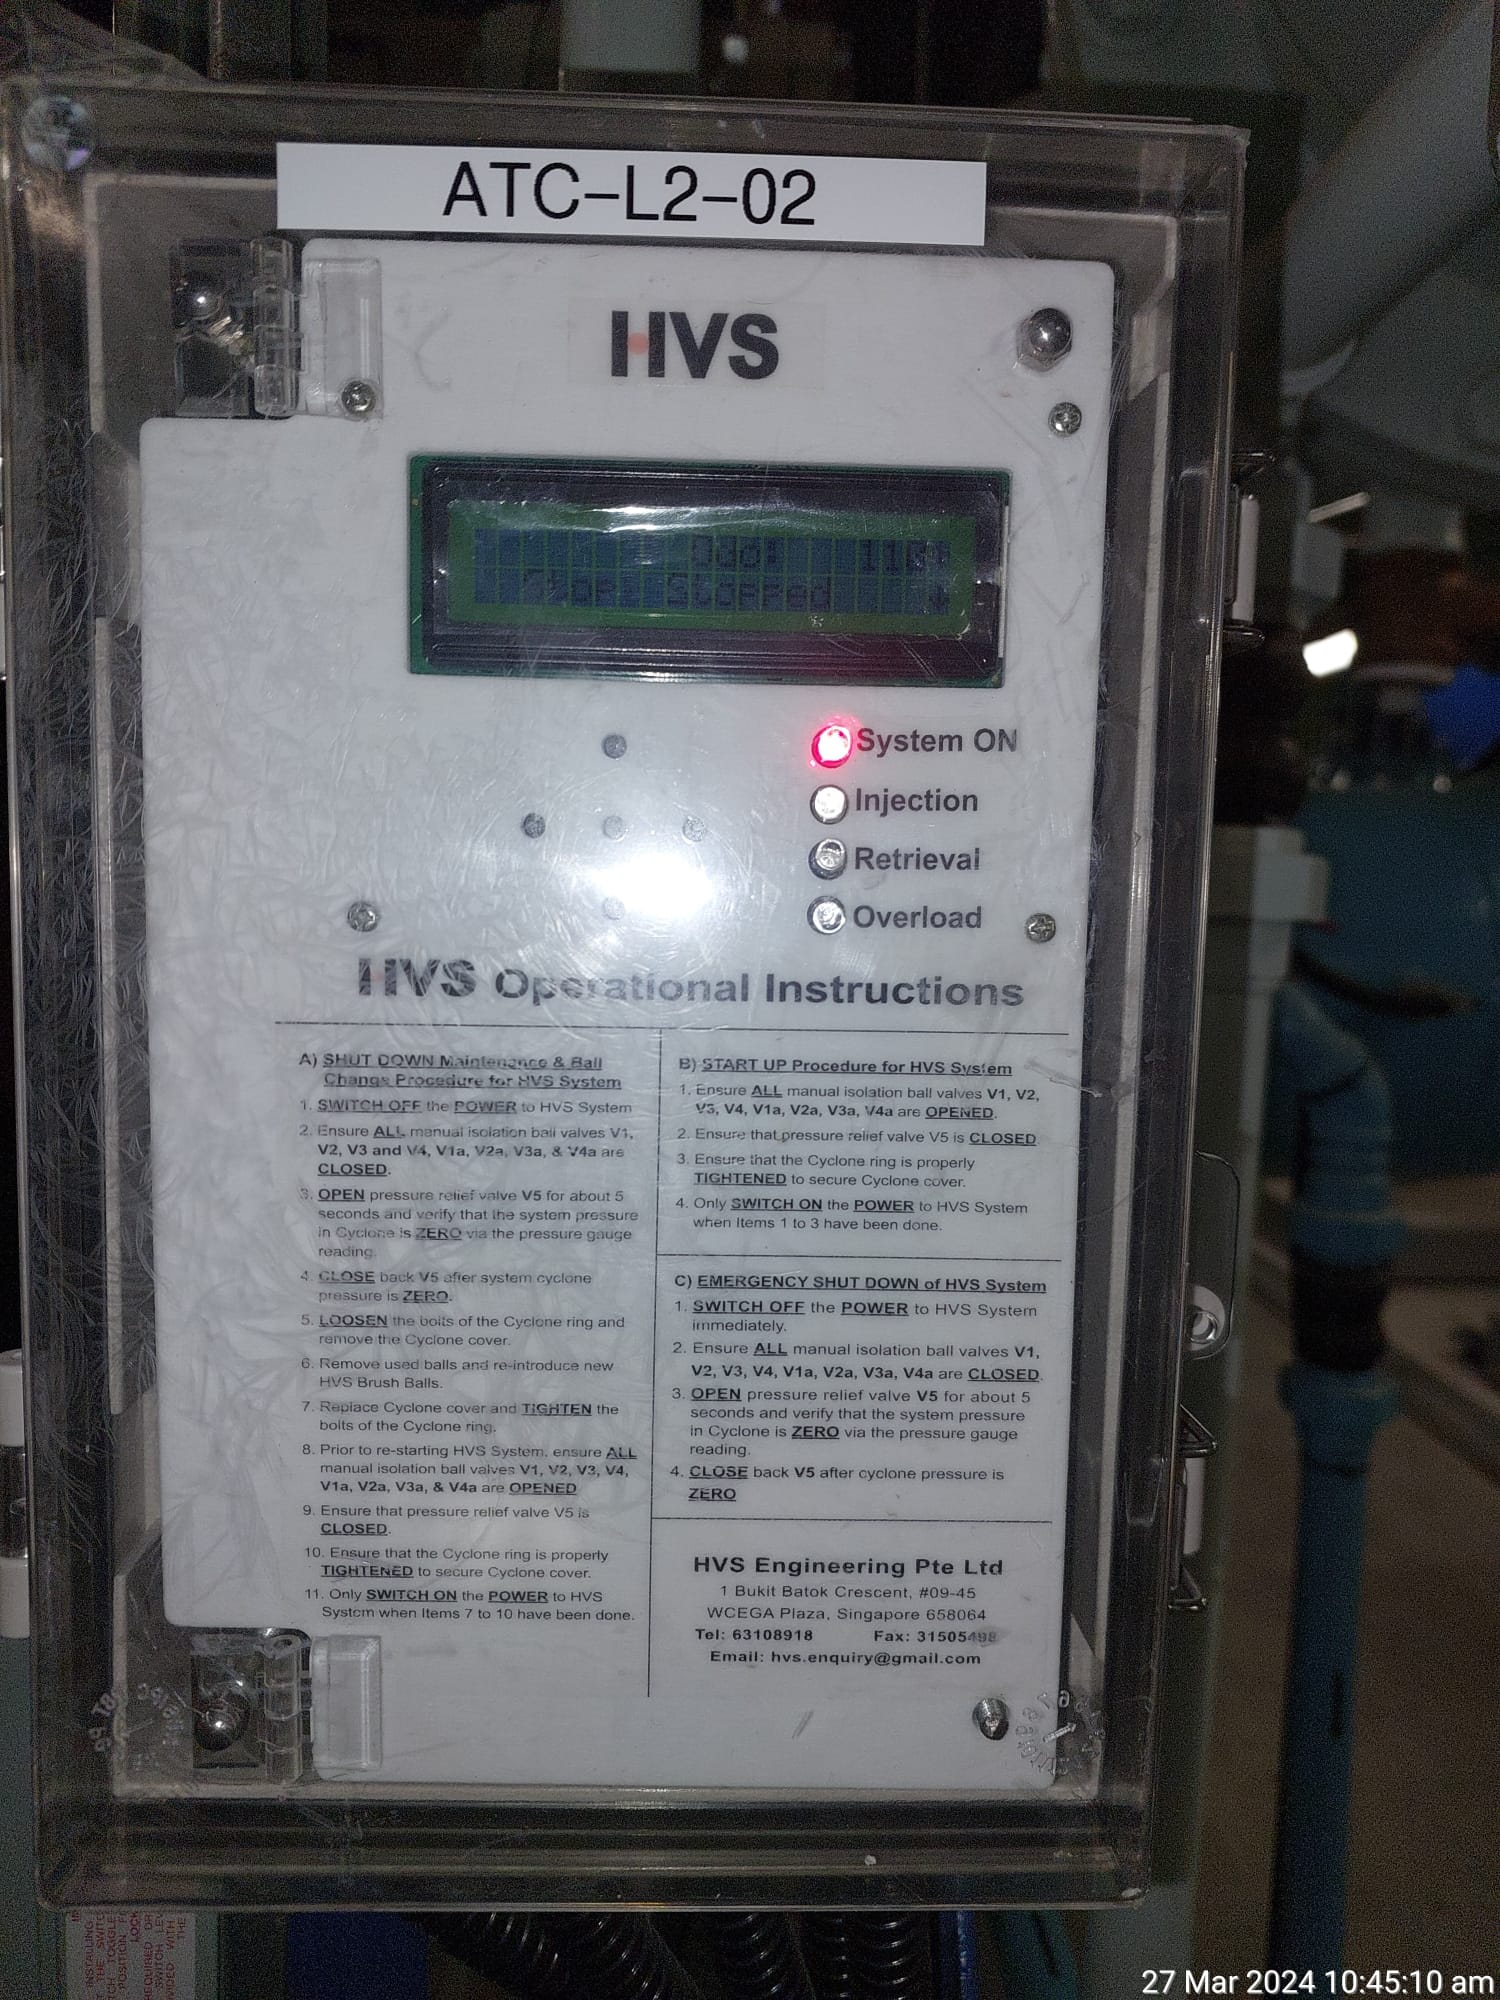 ATC-L2-02
HVS
Stopped
System ON
Injection
Retrieval
Overload
HVS Operational Instructions
A) SHUT DOWN Maintenance & Ball
Change Procedure for HVS System
1. SWITCH OFF the POWER to HVS System
2. Ensure ALL manual isolation ball valves V1,
V2, V3 and V4, V1a, V2a, V3a, & V4a are
CLOSED.
3. OPEN pressure relief valve V5 for about 5
seconds and verify that the system pressure
in Cyclone is ZERO via the pressure gauge
reading.
4. CLOSE back V5 after system cyclone
pressure is ZERO.
5. LOOSEN the bolts of the Cyclone ring and
remove the Cyclone cover.
6. Remove used balls and re-introduce new
HVS Brush Balls.
7. Replace Cyclone cover and TIGHTEN the
bolts of the Cyclone ring.
8. Prior to re-starting HVS System, ensure ALL
manual isolation ball valves V1, V2, V3, V4,
V1a, V2a, V3a, & V4a are OPENED
9. Ensure that pressure relief valve V5 is
CLOSED.
10. Ensure that the Cyclone ring is properly
TIGHTENED to secure Cyclone cover.
11. Only SWITCH ON the POWER to HVS
System when Items 7 to 10 have been done.
B) START UP Procedure for HVS System
1. Ensure ALL manual isolation ball valves V1, V2,
V3, V4, V1a, V2a, V3a, V4a are OPENED.
2. Ensure that pressure relief valve V5 is CLOSED
3. Ensure that the Cyclone ring is properly
TIGHTENED to secure Cyclone cover.
4. Only SWITCH ON the POWER to HVS System
when Items 1 to 3 have been done.
C) EMERGENCY SHUT DOWN of HVS System
1. SWITCH OFF the POWER to HVS System
immediately.
2. Ensure ALL manual isolation ball valves V1,
V2, V3, V4, V1a, V2a, V3a, V4a are CLOSED.
3. OPEN pressure relief valve V5 for about 5
seconds and verify that the system pressure
in Cyclone is ZERO via the pressure gauge
reading.
4. CLOSE back V5 after cyclone pressure is
ZERO
HVS Engineering Pte Ltd
1 Bukit Batok Crescent, #09-45
WCEGA Plaza, Singapore 658064
Tel: 63108918 Fax: 31505498
Email: hvs.enquiry@gmail.com
27 Mar 2024 10:45:10 am